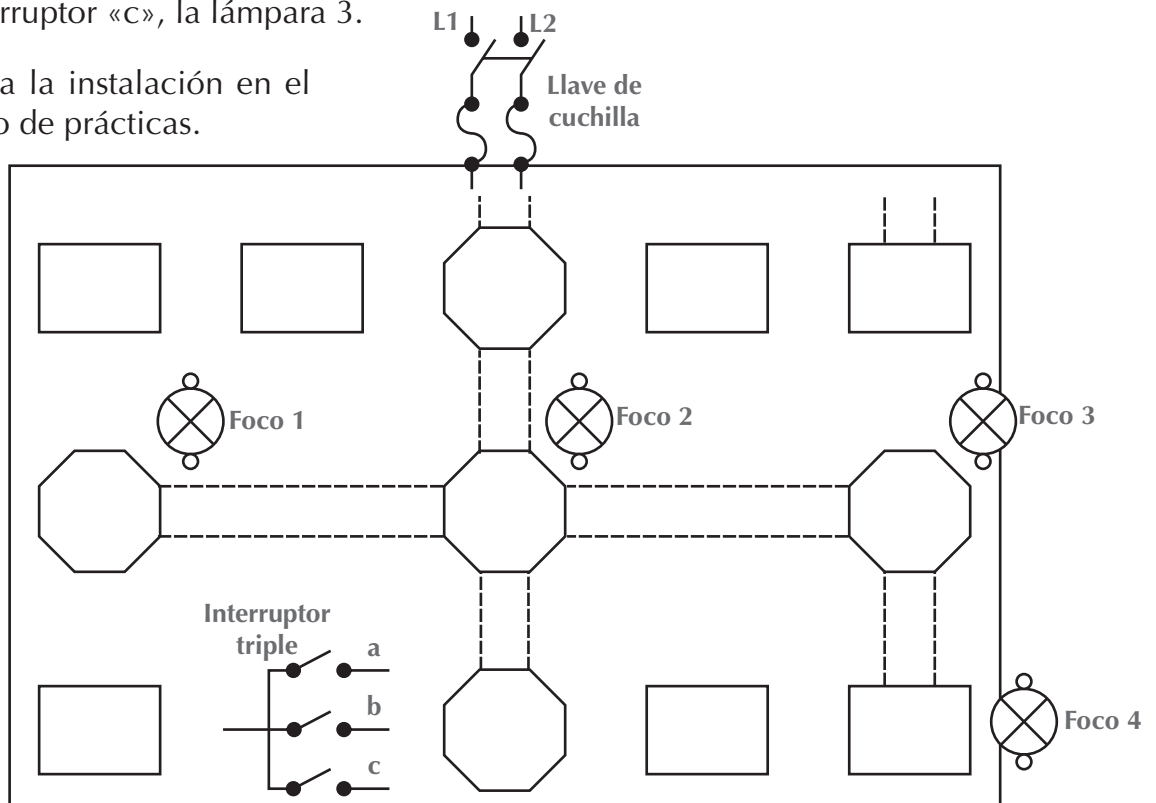 rruptor «c», la lámpara 3.
a la instalación en el
o de prácticas.
L1
L2
Llave de
cuchilla
Foco 1
Foco 2
Foco 3
Interruptor
triple
a
b
c
Foco 4